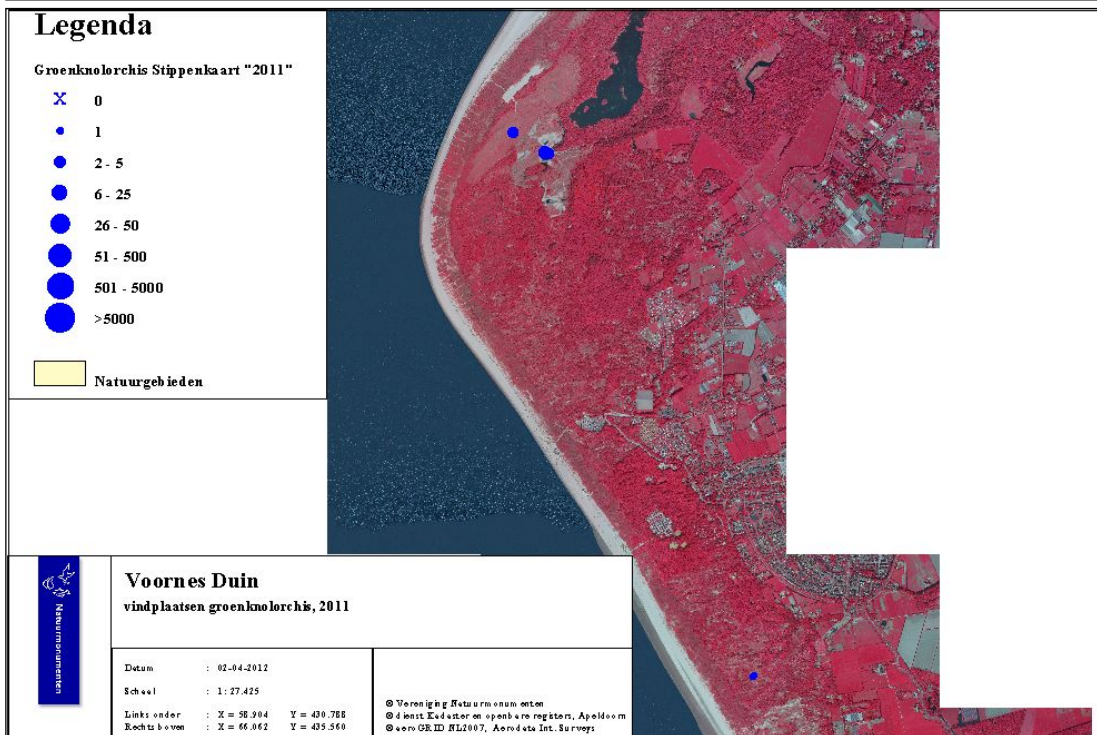 Legenda
Groenknolorchis Stippenkaart "2011"
X 0
1
2 - 5
6 - 25
26 - 50
51 - 500
501 - 5000
>5000
Natuurgebieden
Natuurmonumenten
Voornes Duin
vindplaatsen groenknolorchis, 2011
Datum : 02-04-2012
Schaal : 1: 27.425
Links onder : X = 58.904 Y = 430.788
Rechts boven : X = 66.062 Y = 435.560
© Vereniging Natuurmonumenten
© dienst Kadaster en openbare registers, Apeldoorn
© aeroGRID NL2007, Aerodata Int. Surveys